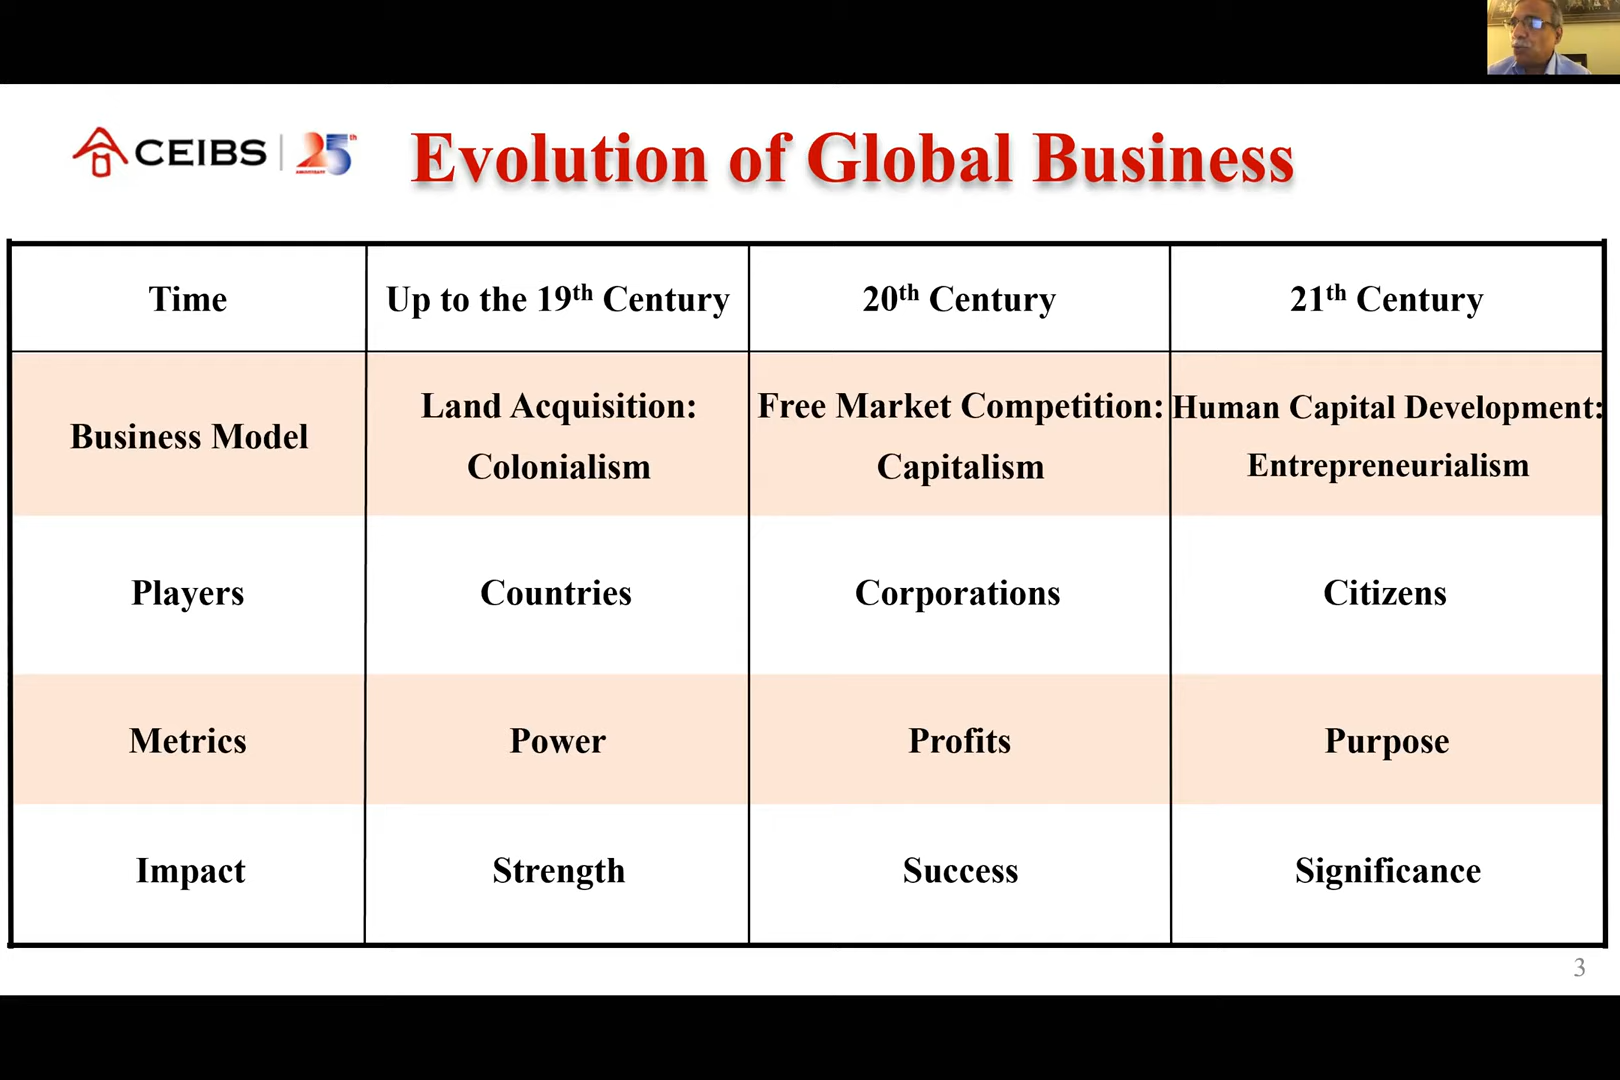 CEIBS
25th
ANNIVERSARY
Evolution of Global Business
Time
Up to the 19th Century
20th Century
21th Century
Business Model
Land Acquisition:
Colonialism
Free Market Competition:
Capitalism
Human Capital Development:
Entrepreneurialism
Players
Countries
Corporations
Citizens
Metrics
Power
Profits
Purpose
Impact
Strength
Success
Significance
3